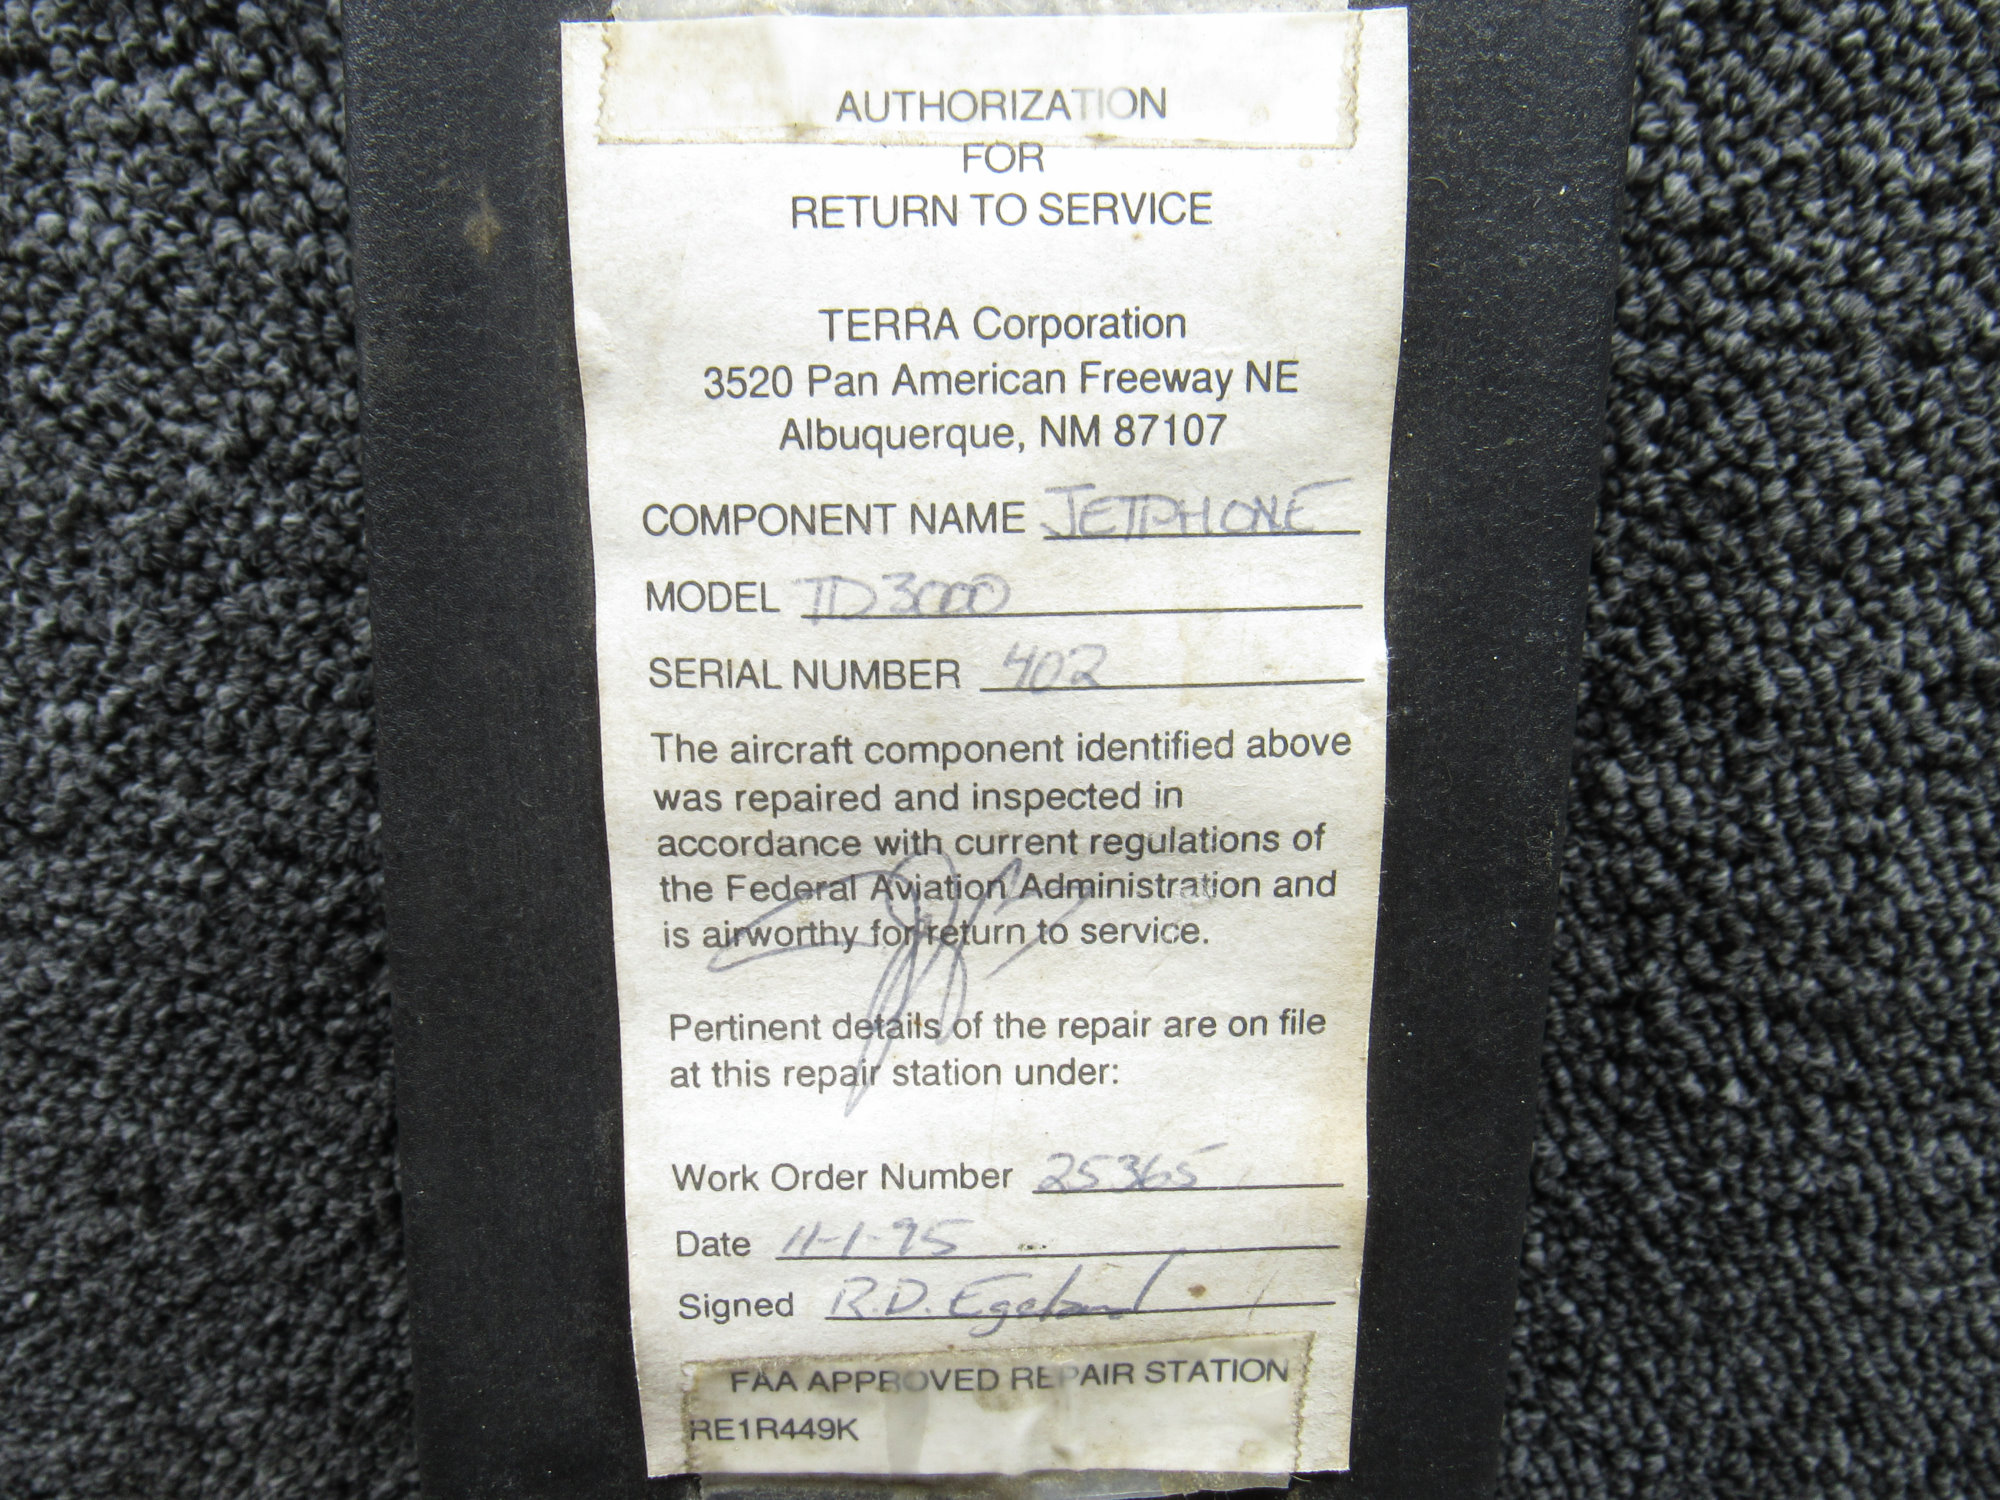 AUTHORIZATION
FOR
RETURN TO SERVICE
TERRA Corporation
3520 Pan American Freeway NE
Albuquerque, NM 87107
COMPONENT NAME JETPHONE
MODEL TD3000
SERIAL NUMBER 402
The aircraft component identified above
was repaired and inspected in
accordance with current regulations of
the Federal Aviation Administration and
is airworthy for return to service.
Pertinent details of the repair are on file
at this repair station under:
Work Order Number 25365
Date 11-1-95
Signed R.D. Egeland
FAA APPROVED REPAIR STATION
RE1R449K